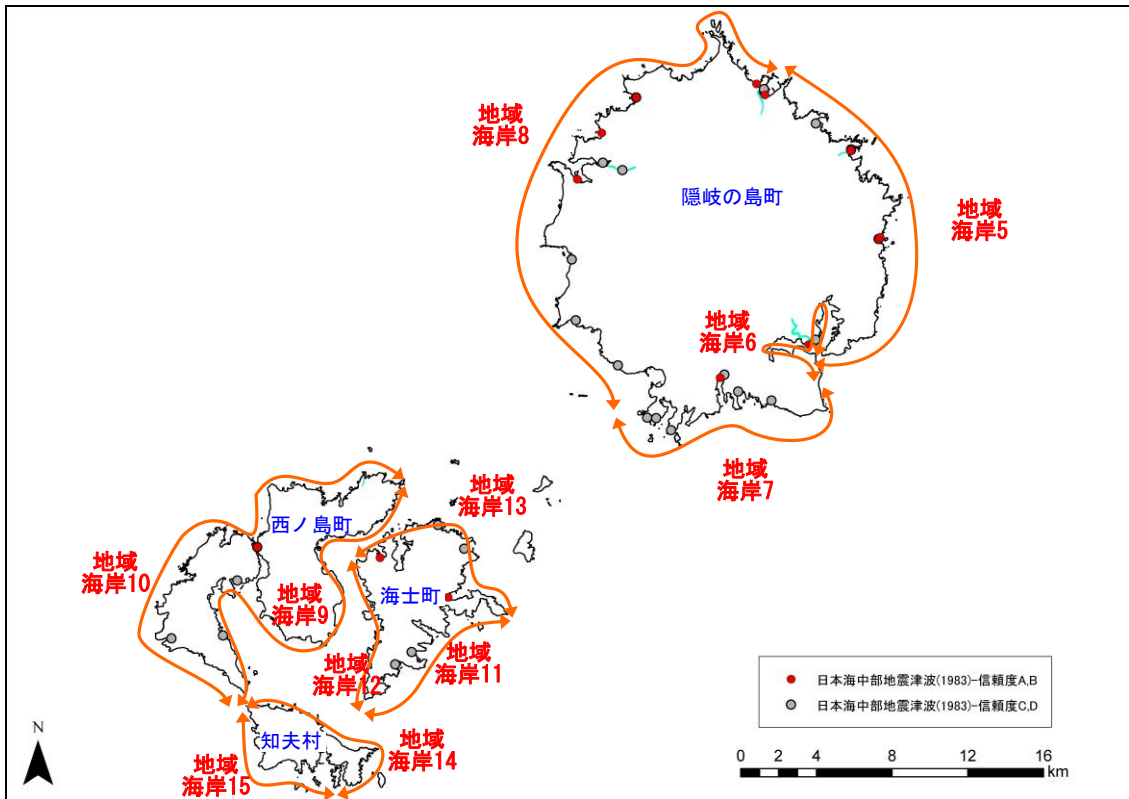 地域
海岸8
隠岐の島町
地域
海岸5
地域
海岸6
地域
海岸7
地域
海岸13
西ノ島町
地域
海岸10
地域
海岸9
海士町
地域
海岸11
地域
海岸12
知夫村
地域
海岸14
地域
海岸15
N
日本海中部地震津波(1983)-信頼度A,B
日本海中部地震津波(1983)-信頼度C,D
0 2 4 8 12 16
km